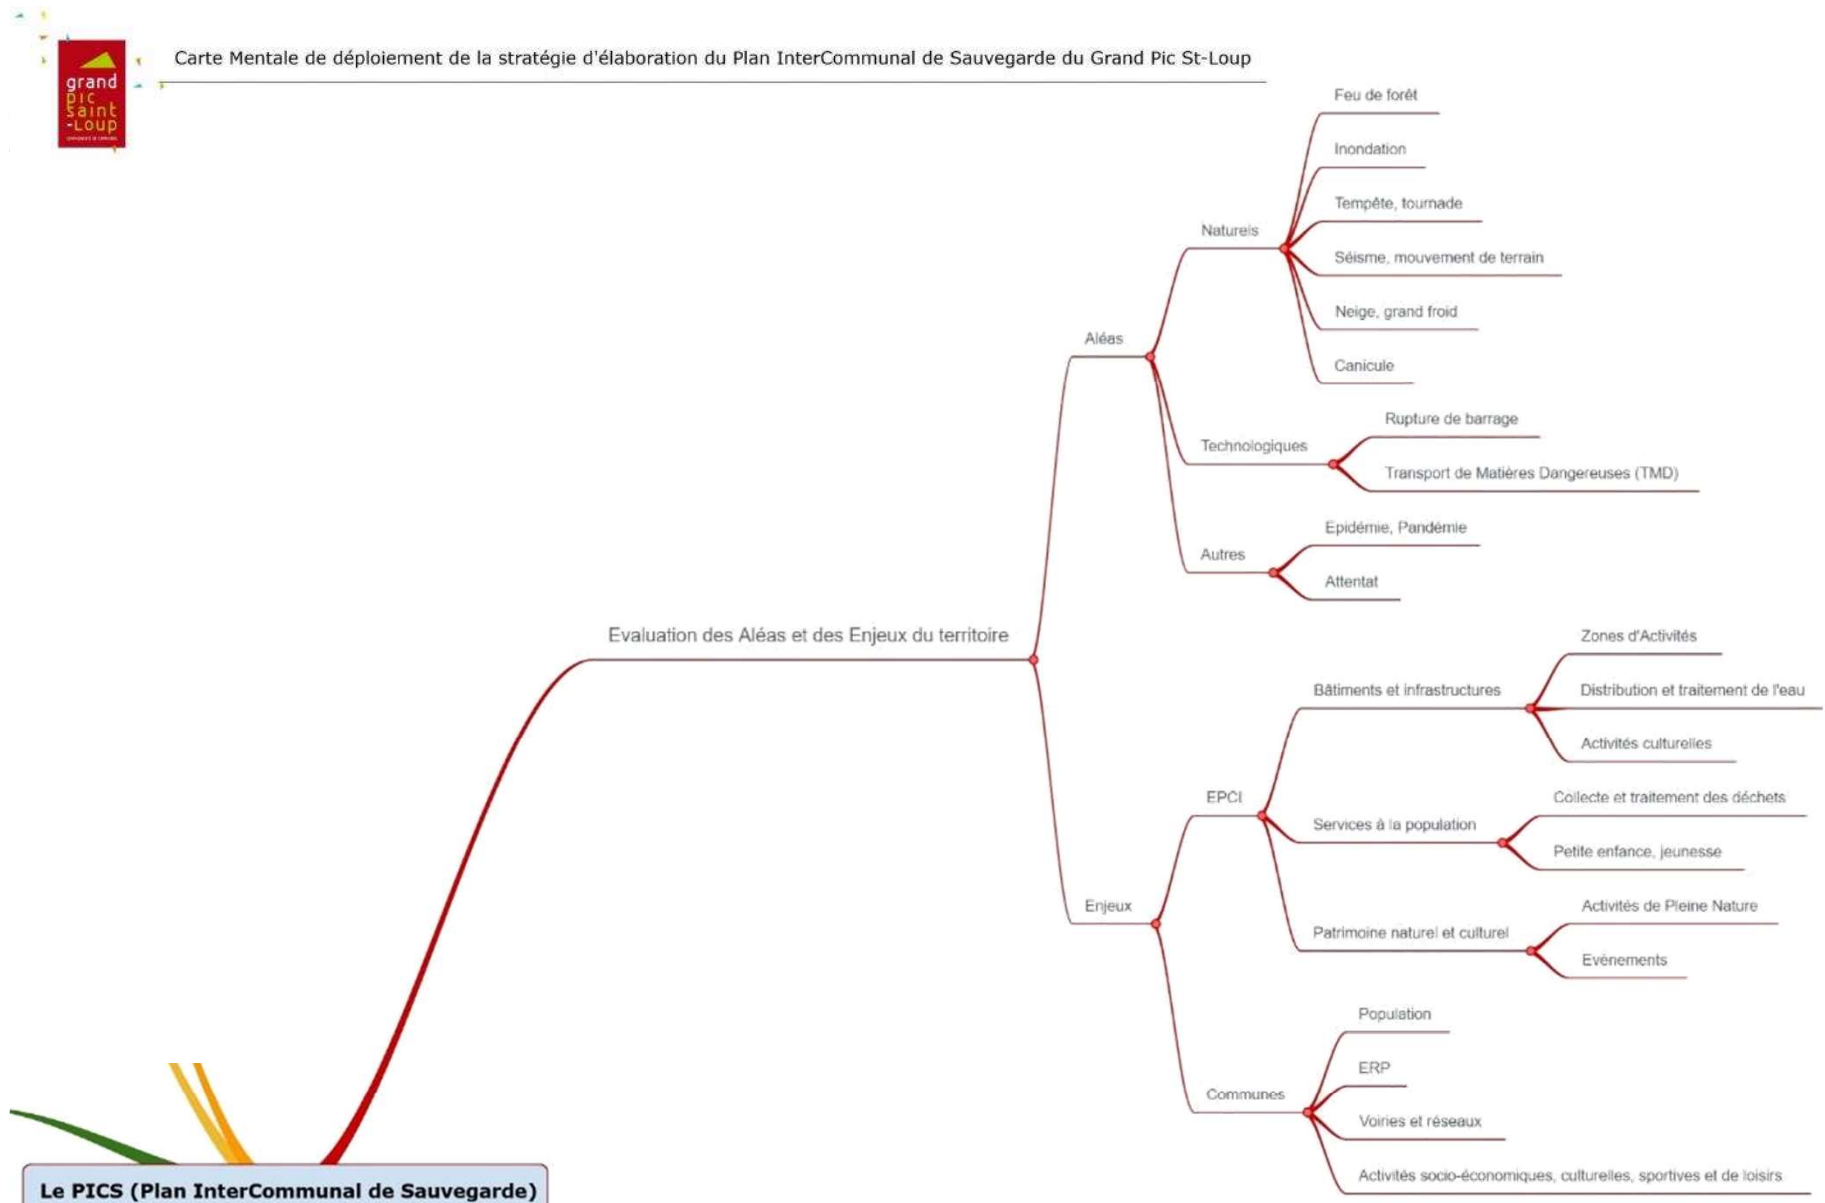 Carte Mentale de déploiement de la stratégie d'élaboration du Plan InterCommunal de Sauvegarde du Grand Pic St-Loup
grand
pic
saint
-Loup
Feu de forêt
Inondation
Tempête, tournade
Naturels
Séisme, mouvement de terrain
Neige, grand froid
Aléas
Canicule
Rupture de barrage
Technologiques
Transport de Matières Dangereuses (TMD)
Epidémie, Pandémie
Autres
Attentat
Evaluation des Aléas et des Enjeux du territoire
Zones d'Activités
Bâtiments et infrastructures
Distribution et traitement de l'eau
Activités culturelles
EPCI
Collecte et traitement des déchets
Services à la population
Petite enfance, jeunesse
Enjeux
Activités de Pleine Nature
Patrimoine naturel et culturel
Evènements
Population
ERP
Communes
Voiries et réseaux
Activités socio-économiques, culturelles, sportives et de loisirs
Le PICS (Plan InterCommunal de Sauvegarde)